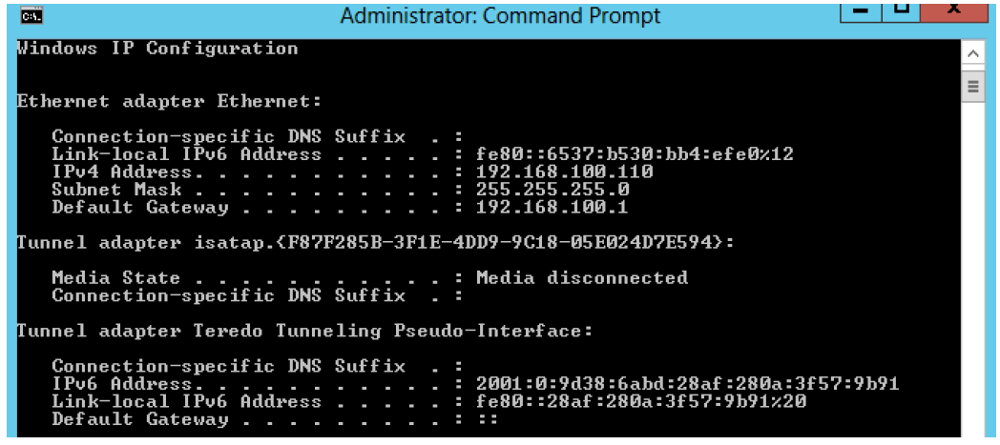 Administrator: Command Prompt
Windows IP Configuration
Ethernet adapter Ethernet:
Connection-specific DNS Suffix . :
Link-local IPv6 Address . . . . . : fe80::6537:b530:bb4:efe0%12
IPv4 Address. . . . . . . . . . . : 192.168.100.110
Subnet Mask . . . . . . . . . . . : 255.255.255.0
Default Gateway . . . . . . . . . : 192.168.100.1
Tunnel adapter isatap.{F87F285B-3F1E-4DD9-9C18-05E024D7E594}:
Media State . . . . . . . . . . . : Media disconnected
Connection-specific DNS Suffix . :
Tunnel adapter Teredo Tunneling Pseudo-Interface:
Connection-specific DNS Suffix . :
IPv6 Address. . . . . . . . . . . : 2001:0:9d38:6abd:28af:280a:3f57:9b91
Link-local IPv6 Address . . . . . : fe80::28af:280a:3f57:9b91%20
Default Gateway . . . . . . . . . : ::